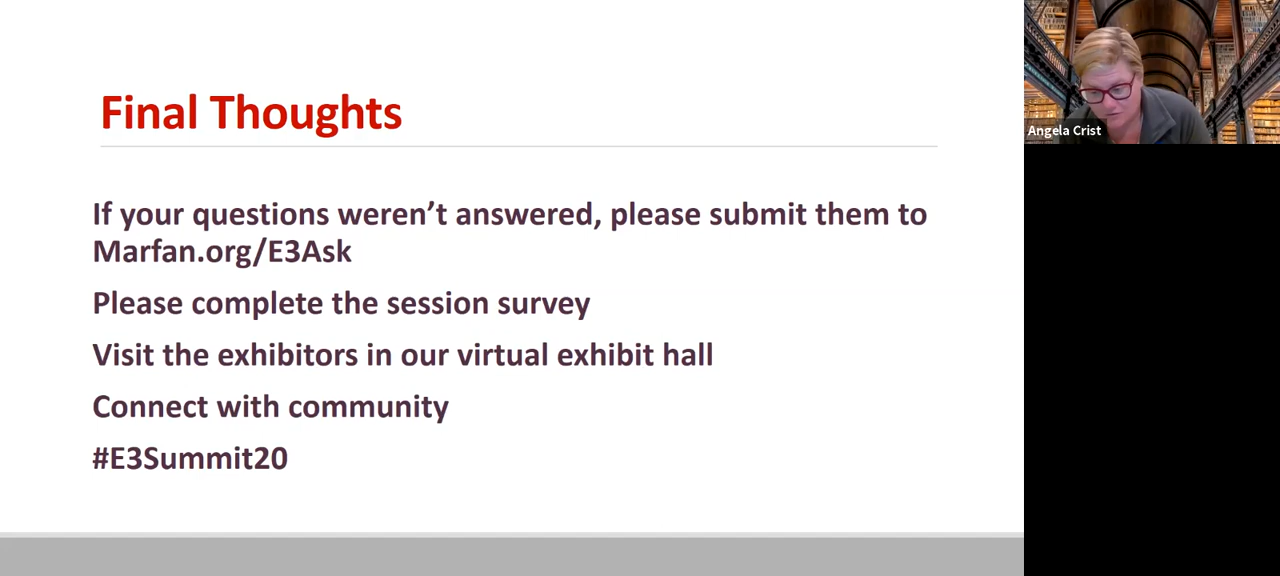 Final Thoughts
If your questions weren’t answered, please submit them to
Marfan.org/E3Ask
Please complete the session survey
Visit the exhibitors in our virtual exhibit hall
Connect with community
#E3Summit20
Angela Crist